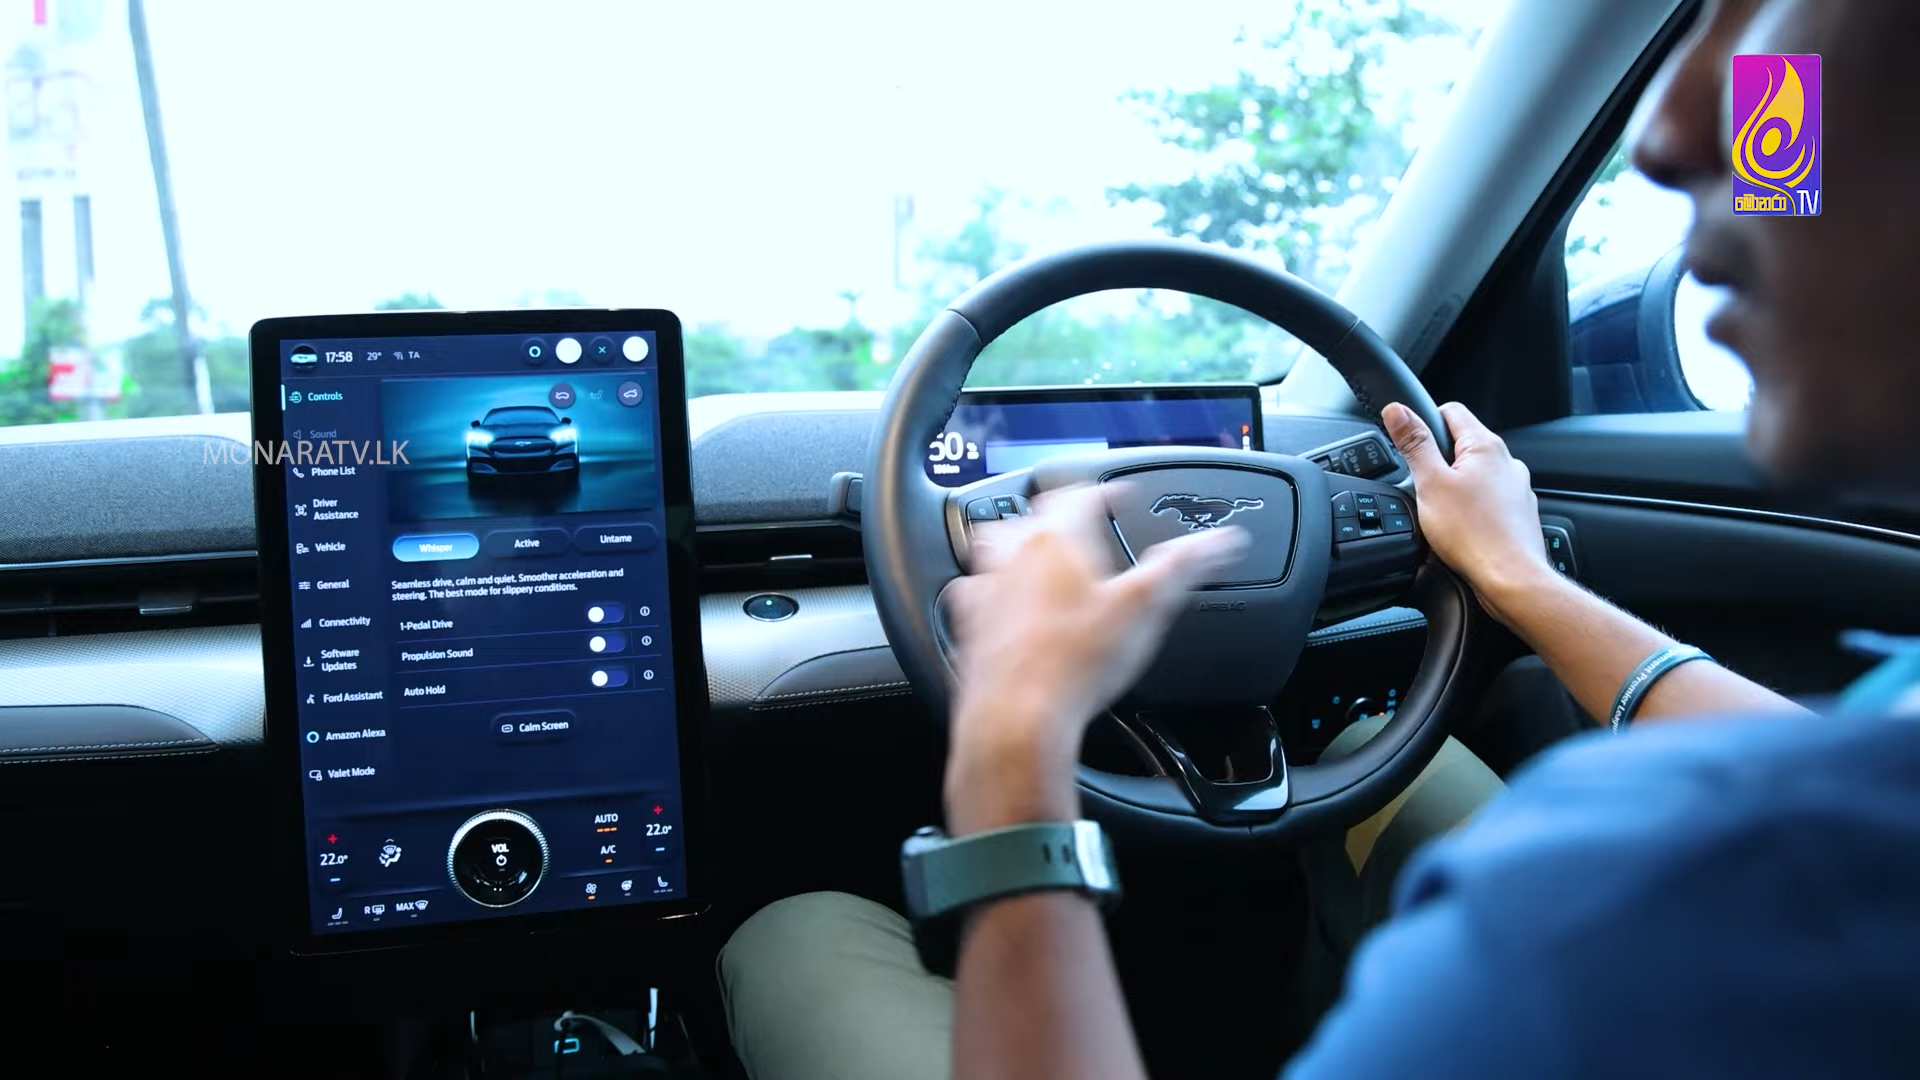 මොනරා TV
17:58 29° TA
Controls
Sound
MONARATV.LK
Phone List
Driver
Assistance
Vehicle
General
Connectivity
Software
Updates
Ford Assistant
Amazon Alexa
Valet Mode
Whisper Active Untame
Seamless drive, calm and quiet. Smoother acceleration and
steering. The best mode for slippery conditions.
1-Pedal Drive
Propulsion Sound
Auto Hold
Calm Screen
22.0°
VOL
AUTO
A/C
22.0°
R MAX
50 %
P
AIRBAG
VOL+